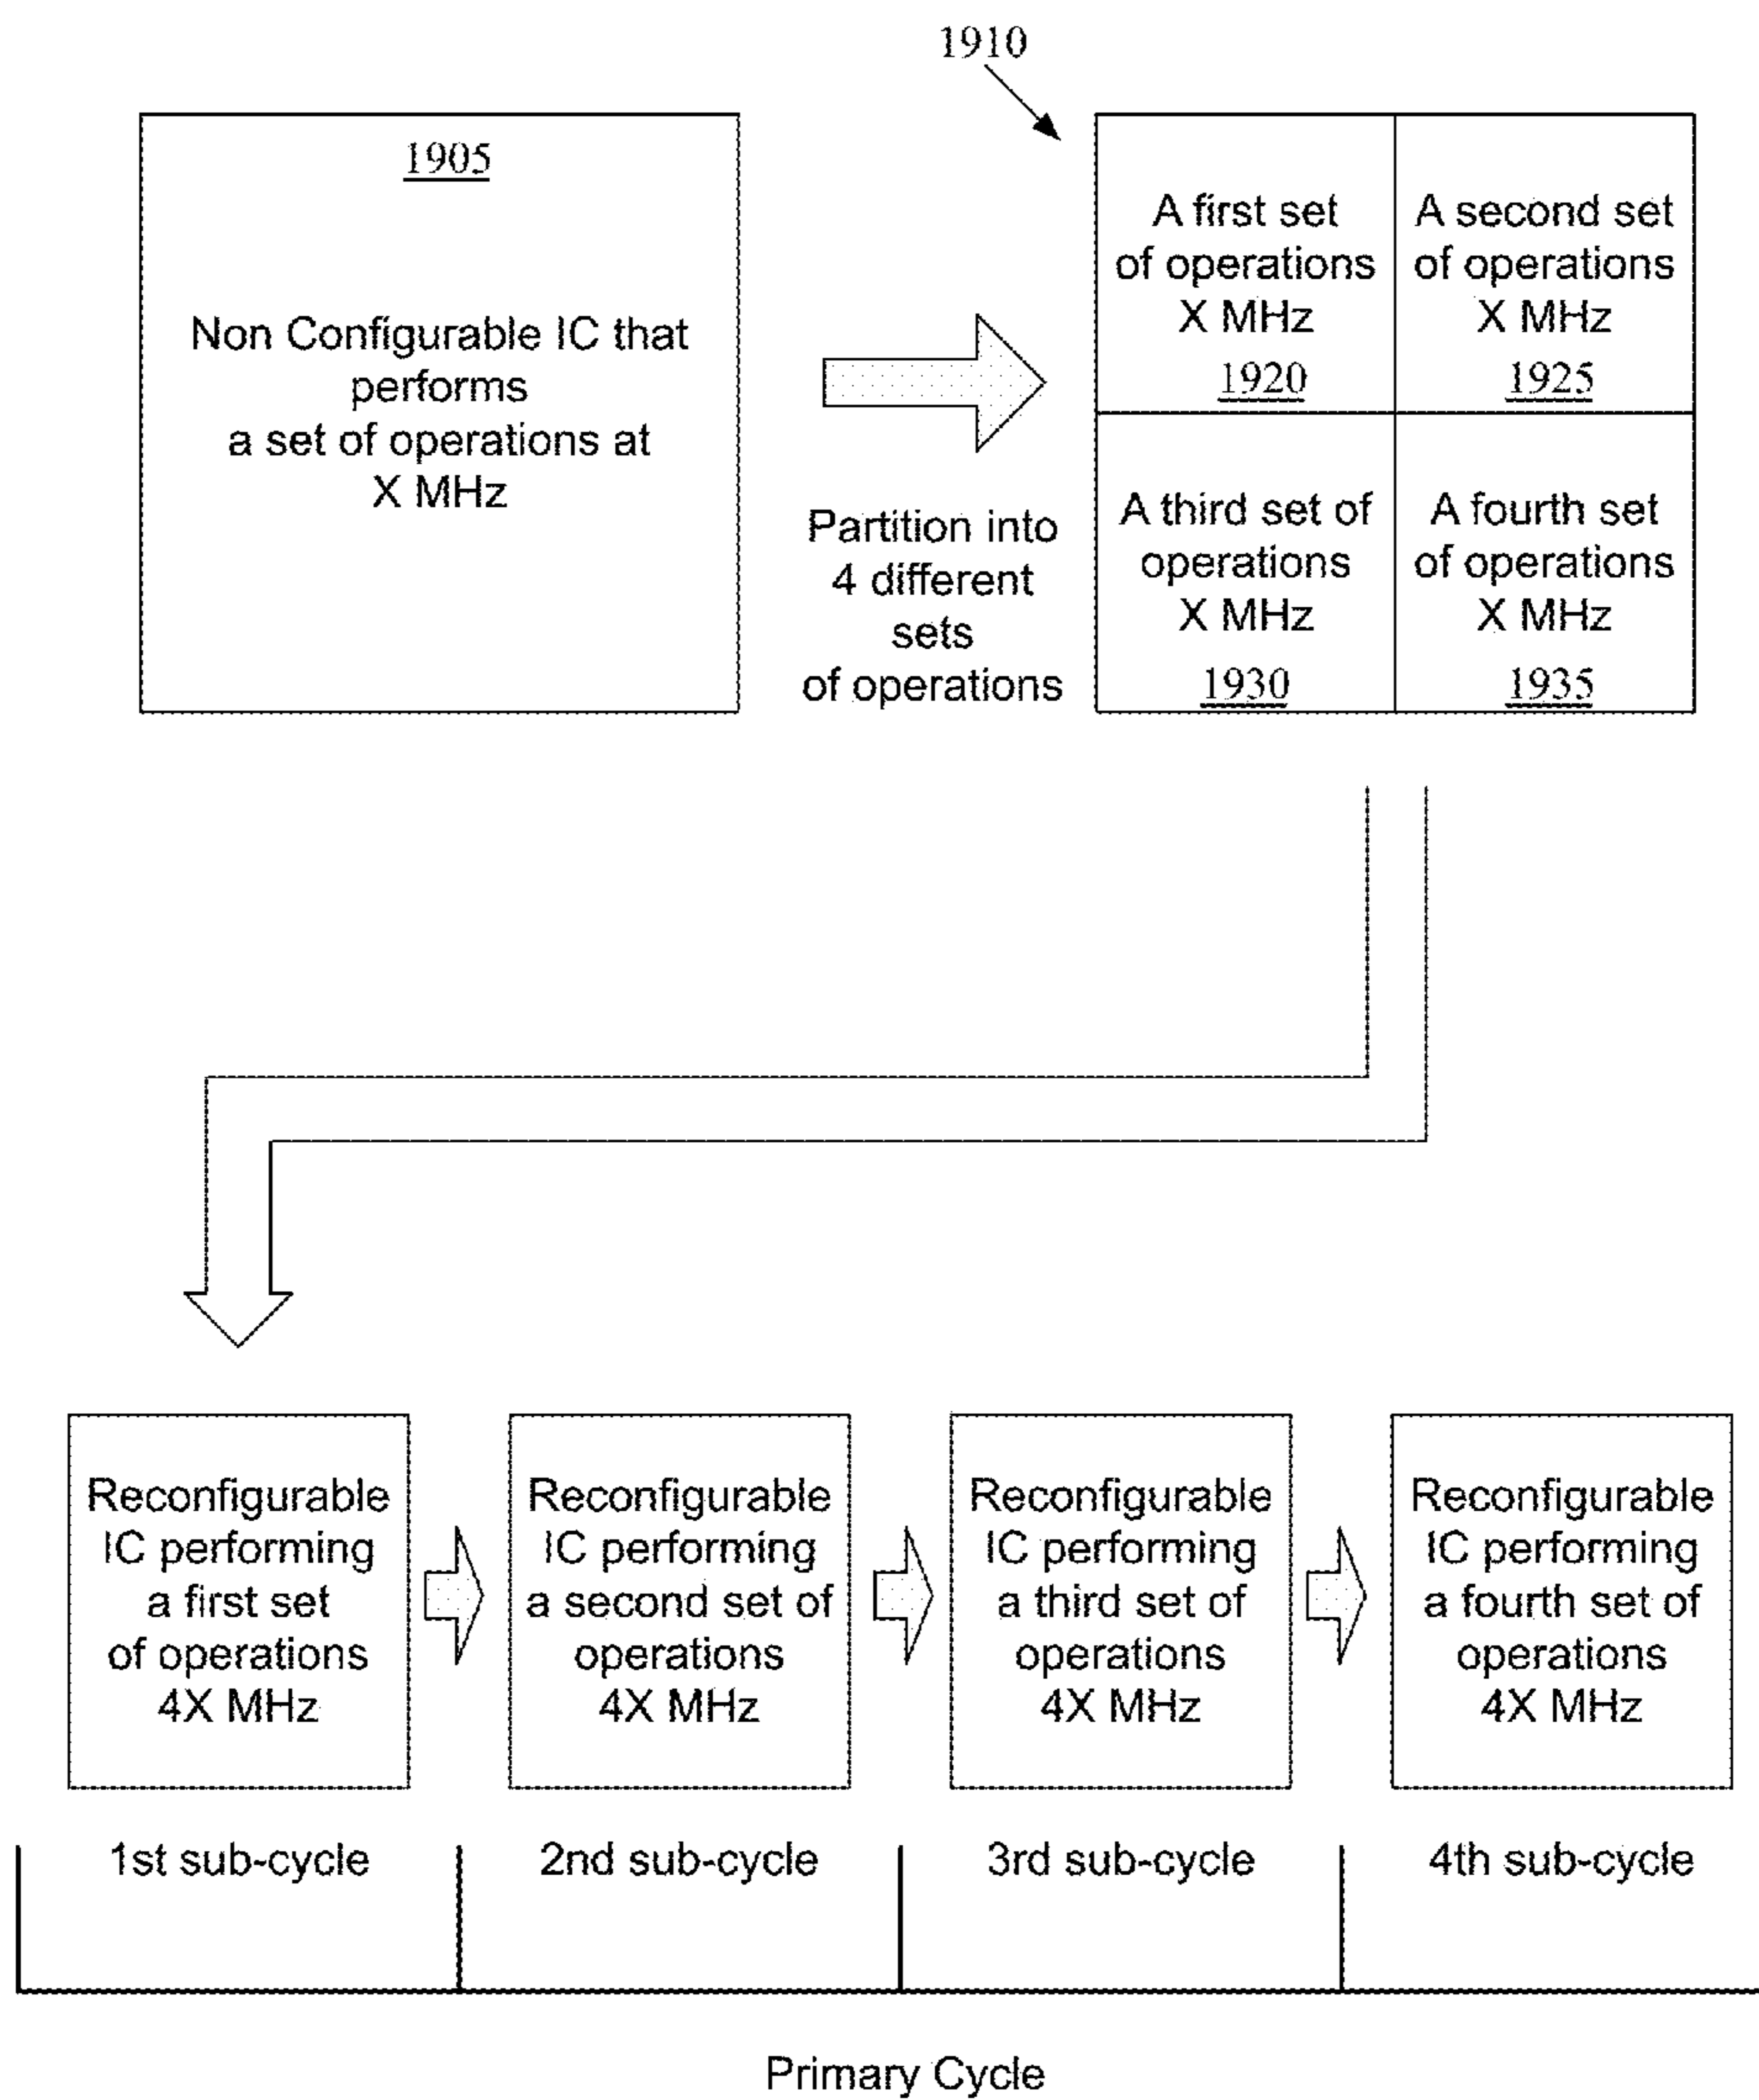 1910
1905
Non Configurable IC that
performs
a set of operations at
X MHz
Partition into
4 different
sets
of operations
A first set
of operations
X MHz
1920
A second set
of operations
X MHz
1925
A third set of
operations
X MHz
1930
A fourth set
of operations
X MHz
1935
Reconfigurable
IC performing
a first set
of operations
4X MHz
Reconfigurable
IC performing
a second set of
operations
4X MHz
Reconfigurable
IC performing
a third set of
operations
4X MHz
Reconfigurable
IC performing
a fourth set of
operations
4X MHz
1st sub-cycle
2nd sub-cycle
3rd sub-cycle
4th sub-cycle
Primary Cycle